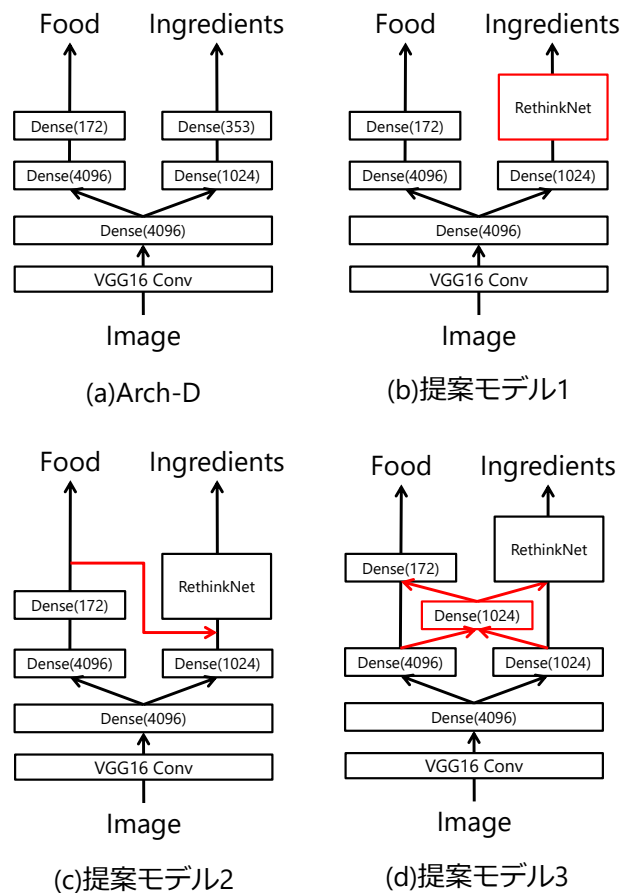 Food Ingredients
Dense(172) Dense(353)
Dense(4096) Dense(1024)
Dense(4096)
VGG16 Conv
Image
(a)Arch-D
Food Ingredients
RethinkNet
Dense(172)
Dense(4096) Dense(1024)
Dense(4096)
VGG16 Conv
Image
(b)提案モデル1
Food Ingredients
RethinkNet
Dense(172)
Dense(4096) Dense(1024)
Dense(4096)
VGG16 Conv
Image
(c)提案モデル2
Food Ingredients
RethinkNet
Dense(172)
Dense(1024)
Dense(4096) Dense(1024)
Dense(4096)
VGG16 Conv
Image
(d)提案モデル3